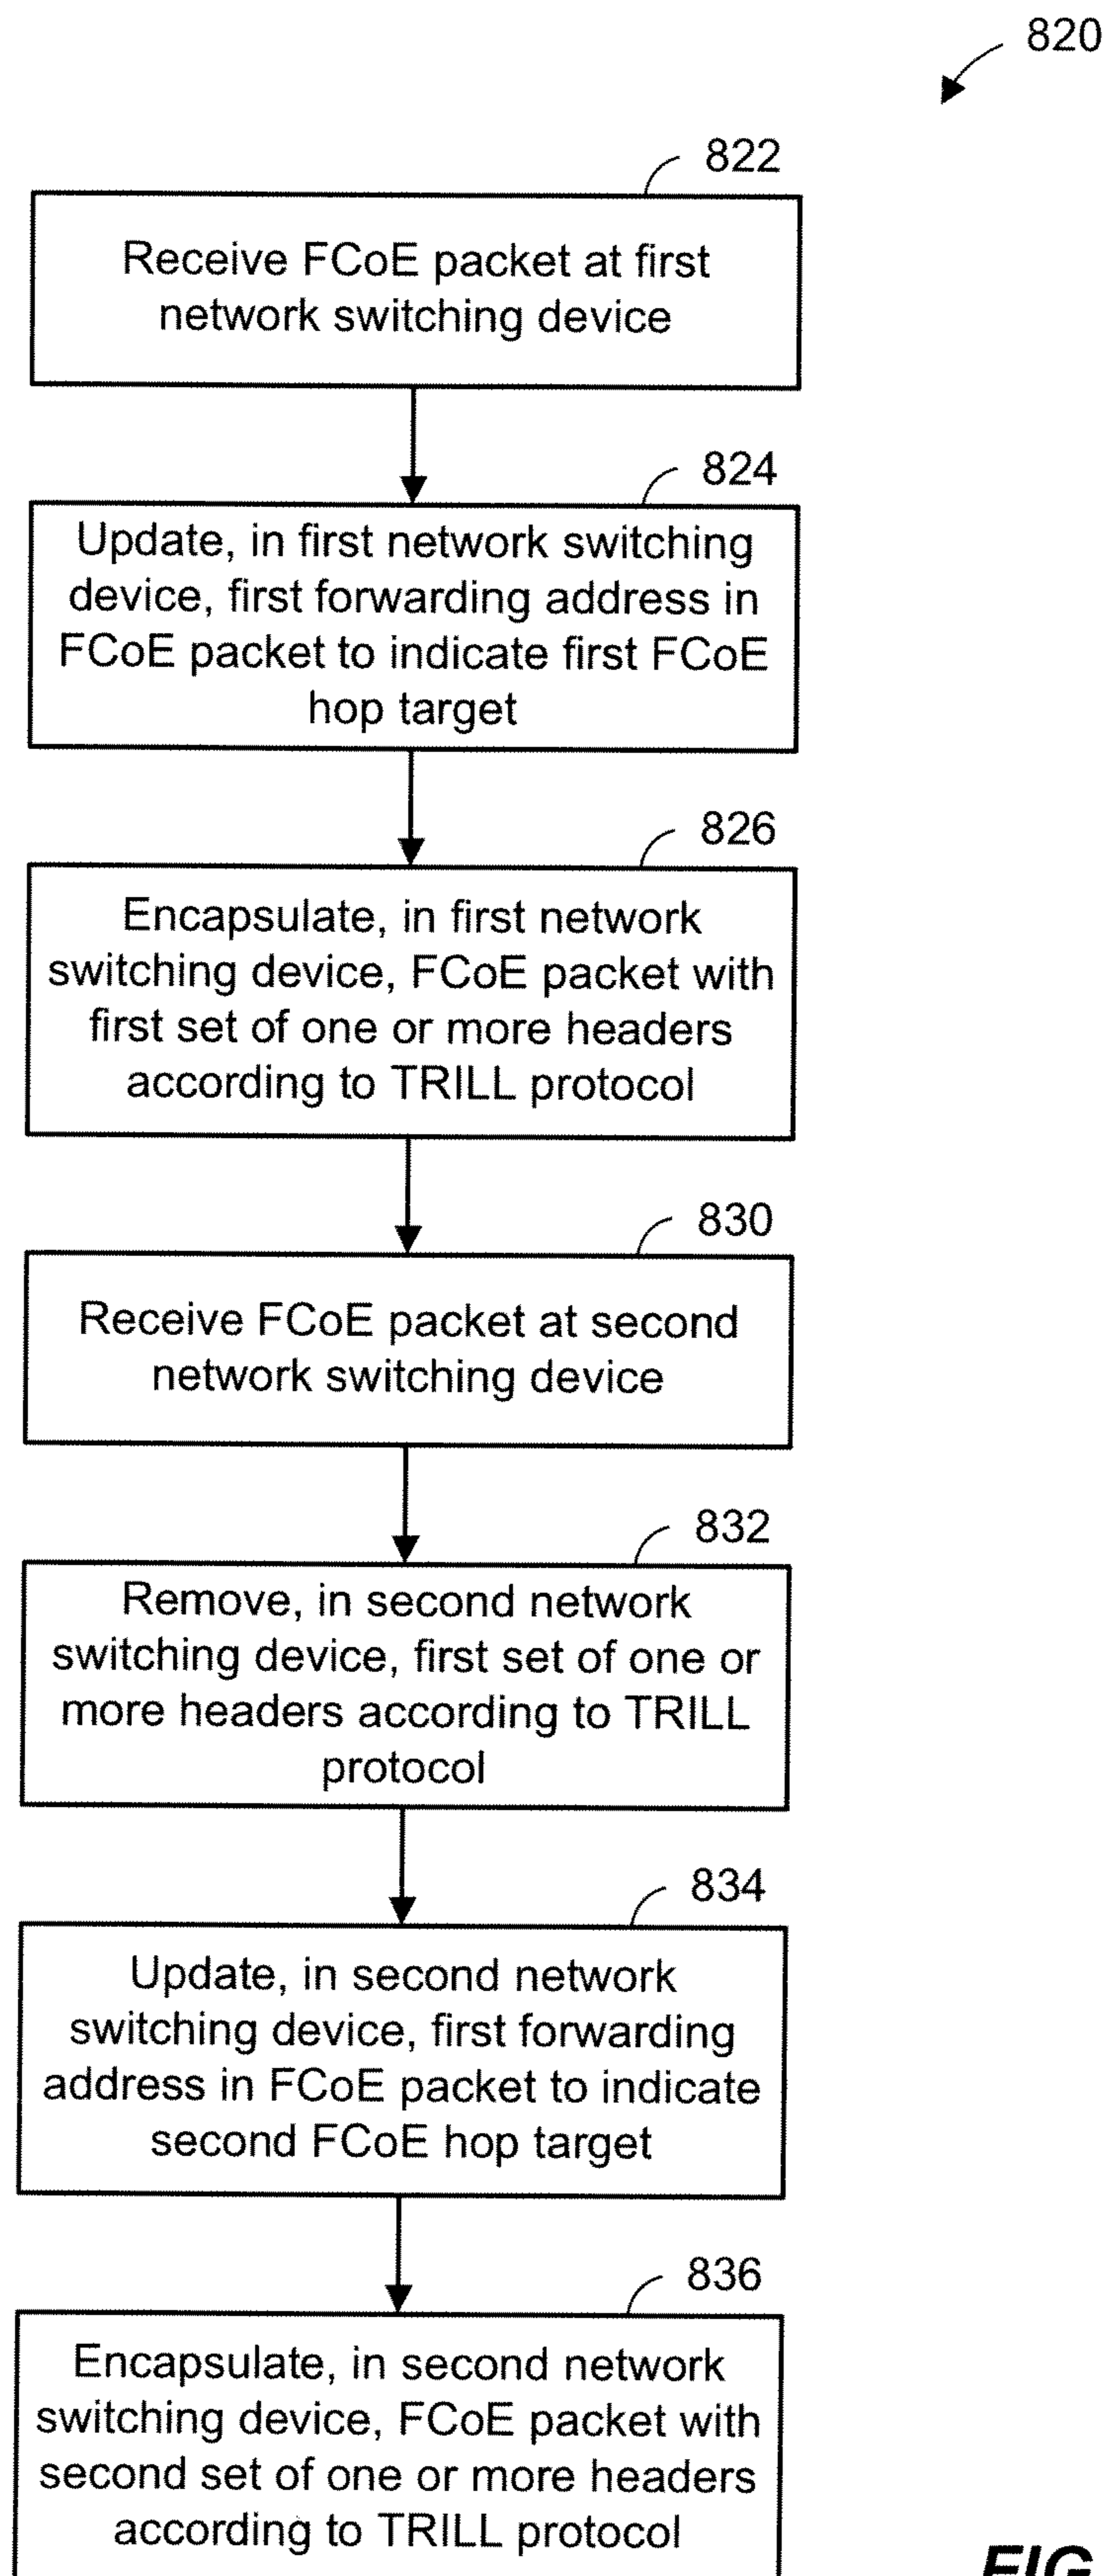 820
822
Receive FCoE packet at first
network switching device
824
Update, in first network switching
device, first forwarding address in
FCoE packet to indicate first FCoE
hop target
826
Encapsulate, in first network
switching device, FCoE packet with
first set of one or more headers
according to TRILL protocol
830
Receive FCoE packet at second
network switching device
832
Remove, in second network
switching device, first set of one or
more headers according to TRILL
protocol
834
Update, in second network
switching device, first forwarding
address in FCoE packet to indicate
second FCoE hop target
836
Encapsulate, in second network
switching device, FCoE packet with
second set of one or more headers
according to TRILL protocol
FIG